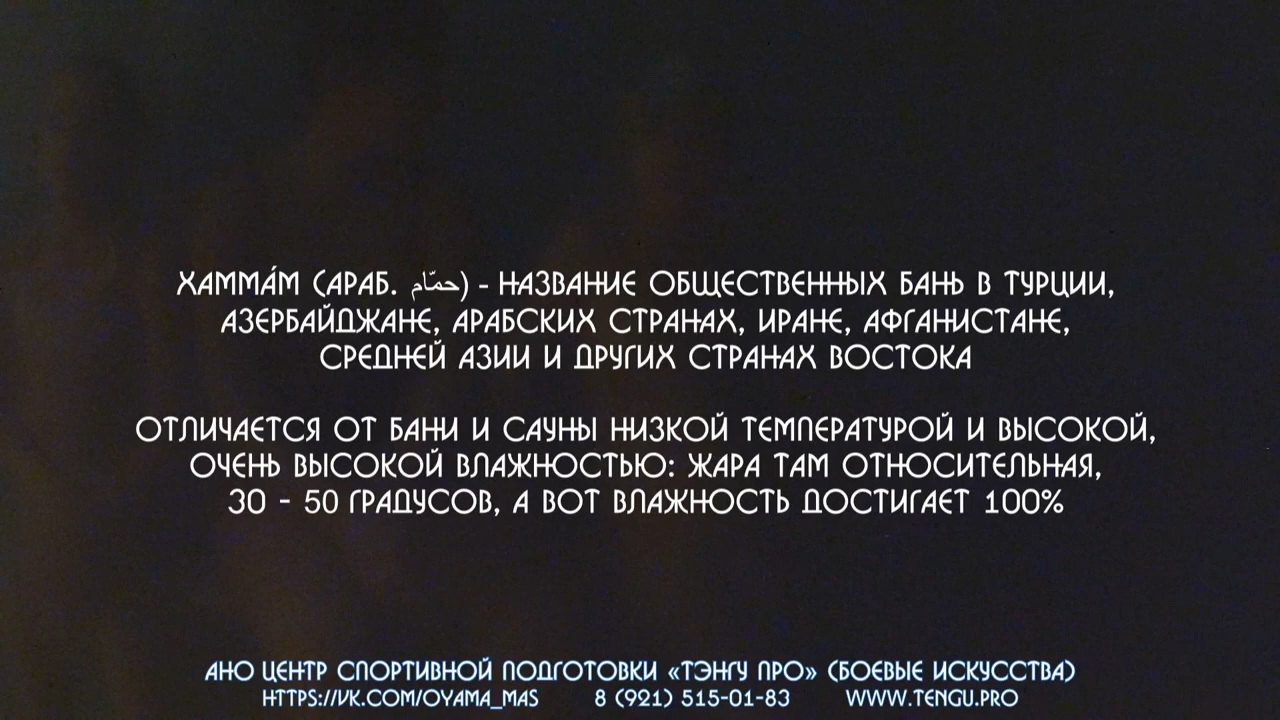 ХАММА́М (АРАБ. حمّام) - НАЗВАНИЕ ОБЩЕСТВЕННЫХ БАНЬ В ТУРЦИИ,
АЗЕРБАЙДЖАНЕ, АРАБСКИХ СТРАНАХ, ИРАНЕ, АФГАНИСТАНЕ,
СРЕДНЕЙ АЗИИ И ДРУГИХ СТРАНАХ ВОСТОКА
ОТЛИЧАЕТСЯ ОТ БАНИ И САУНЫ НИЗКОЙ ТЕМПЕРАТУРОЙ И ВЫСОКОЙ,
ОЧЕНЬ ВЫСОКОЙ ВЛАЖНОСТЬЮ: ЖАРА ТАМ ОТНОСИТЕЛЬНАЯ,
30 - 50 ГРАДУСОВ, А ВОТ ВЛАЖНОСТЬ ДОСТИГАЕТ 100%
АНО ЦЕНТР СПОРТИВНОЙ ПОДГОТОВКИ «ТЭНГУ ПРО» (БОЕВЫЕ ИСКУССТВА)
HTTPS://VK.COM/OYAMA_MAS 8 (921) 515-01-83 WWW.TENGU.PRO